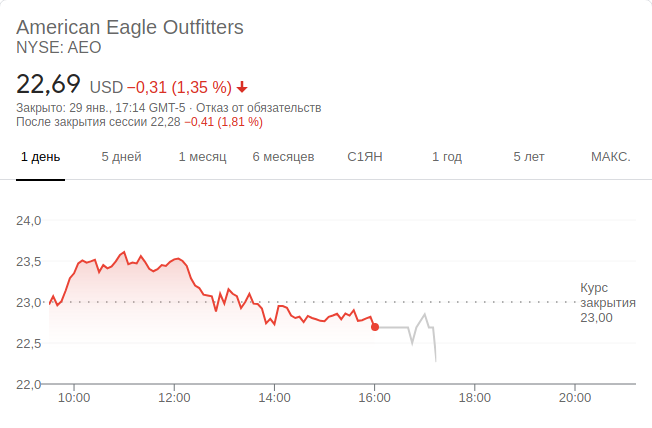 American Eagle Outfitters
NYSE: AEO
22,69 USD −0,31 (1,35 %)
Закрыто: 29 янв., 17:14 GMT-5 · Отказ от обязательств
После закрытия сессии 22,28 −0,41 (1,81 %)
1 день 5 дней 1 месяц 6 месяцев С1ЯН 1 год 5 лет МАКС.
24,0
23,5
23,0
22,5
22,0
Курс
закрытия
23,00
10:00 12:00 14:00 16:00 18:00 20:00